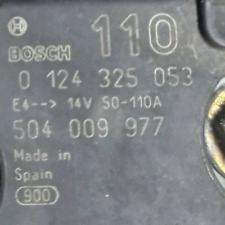 110
BOSCH
0 124 325 053
E4--> 14V 50-110A
504 009 977
Made in
Spain
900